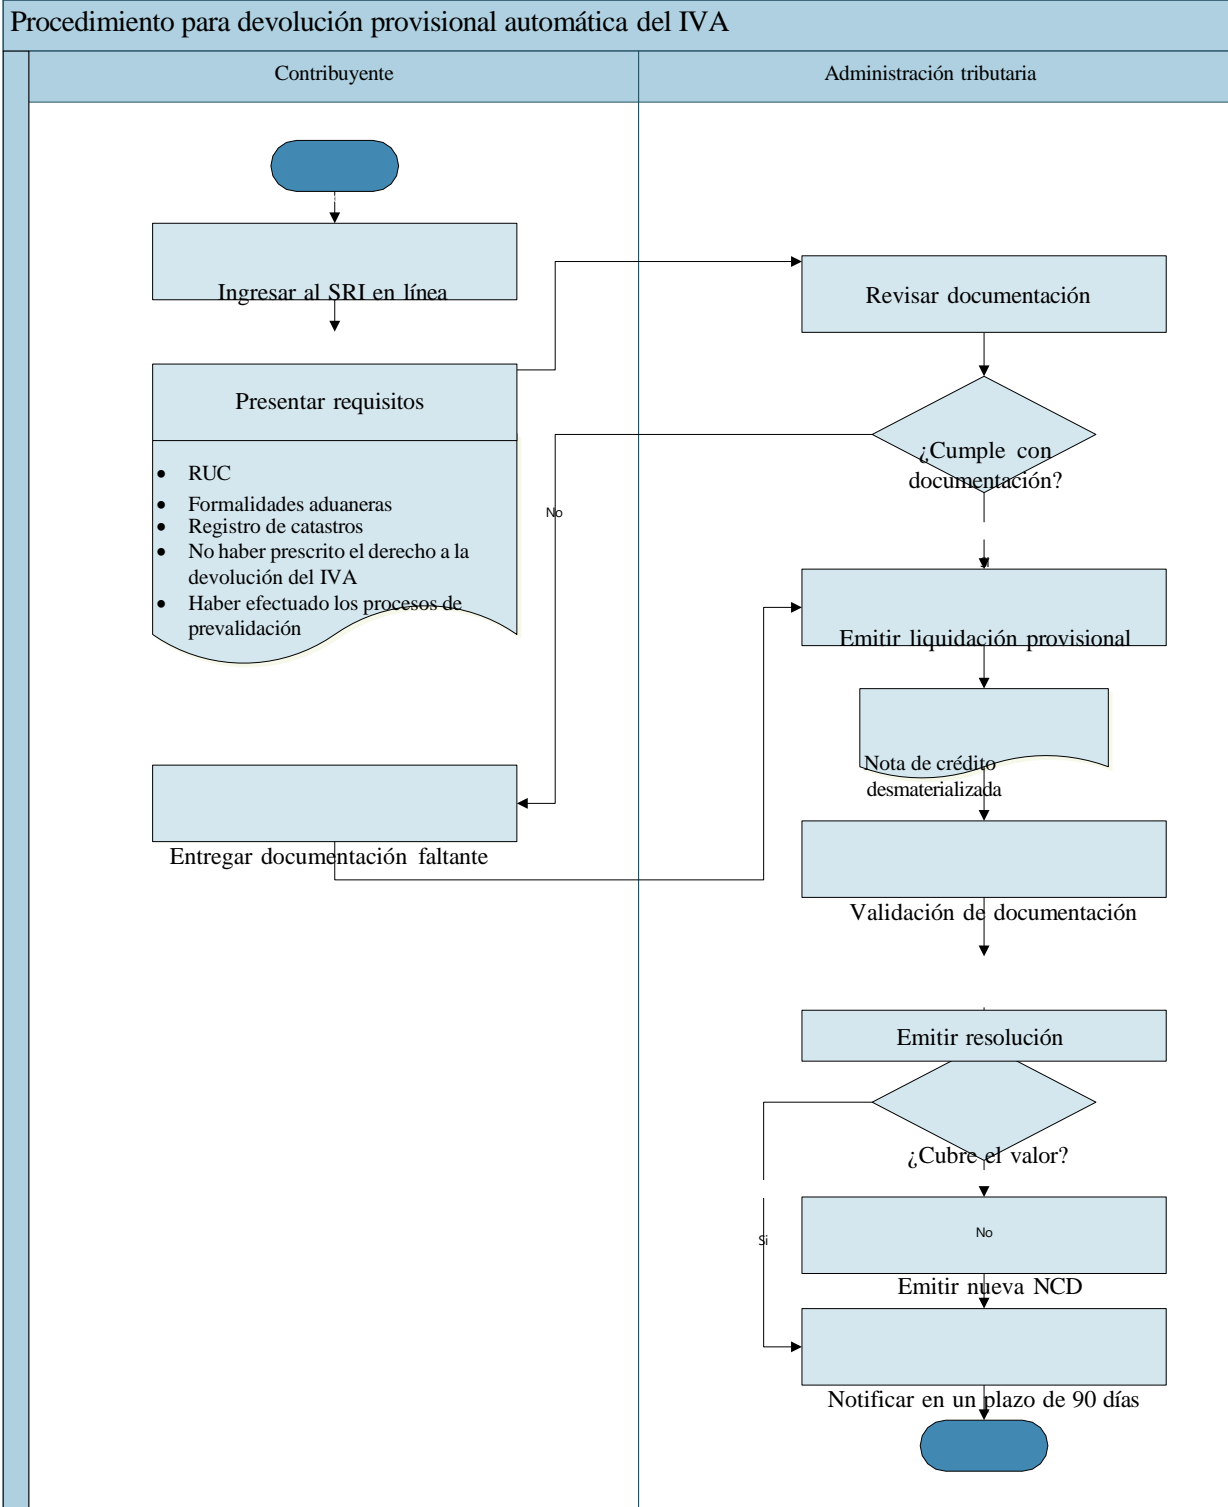 Procedimiento para devolución provisional automática del IVA
Contribuyente
Administración tributaria
Ingresar al SRI en línea
Presentar requisitos
• RUC
• Formalidades aduaneras
• Registro de catastros
• No haber prescrito el derecho a la
devolución del IVA
• Haber efectuado los procesos de
prevalidación
No
Entregar documentación faltante
Revisar documentación
¿Cumple con
documentación?
Emitir liquidación provisional
Nota de crédito
desmaterializada
Validación de documentación
Emitir resolución
¿Cubre el valor?
Si
No
Emitir nueva NCD
Notificar en un plazo de 90 días